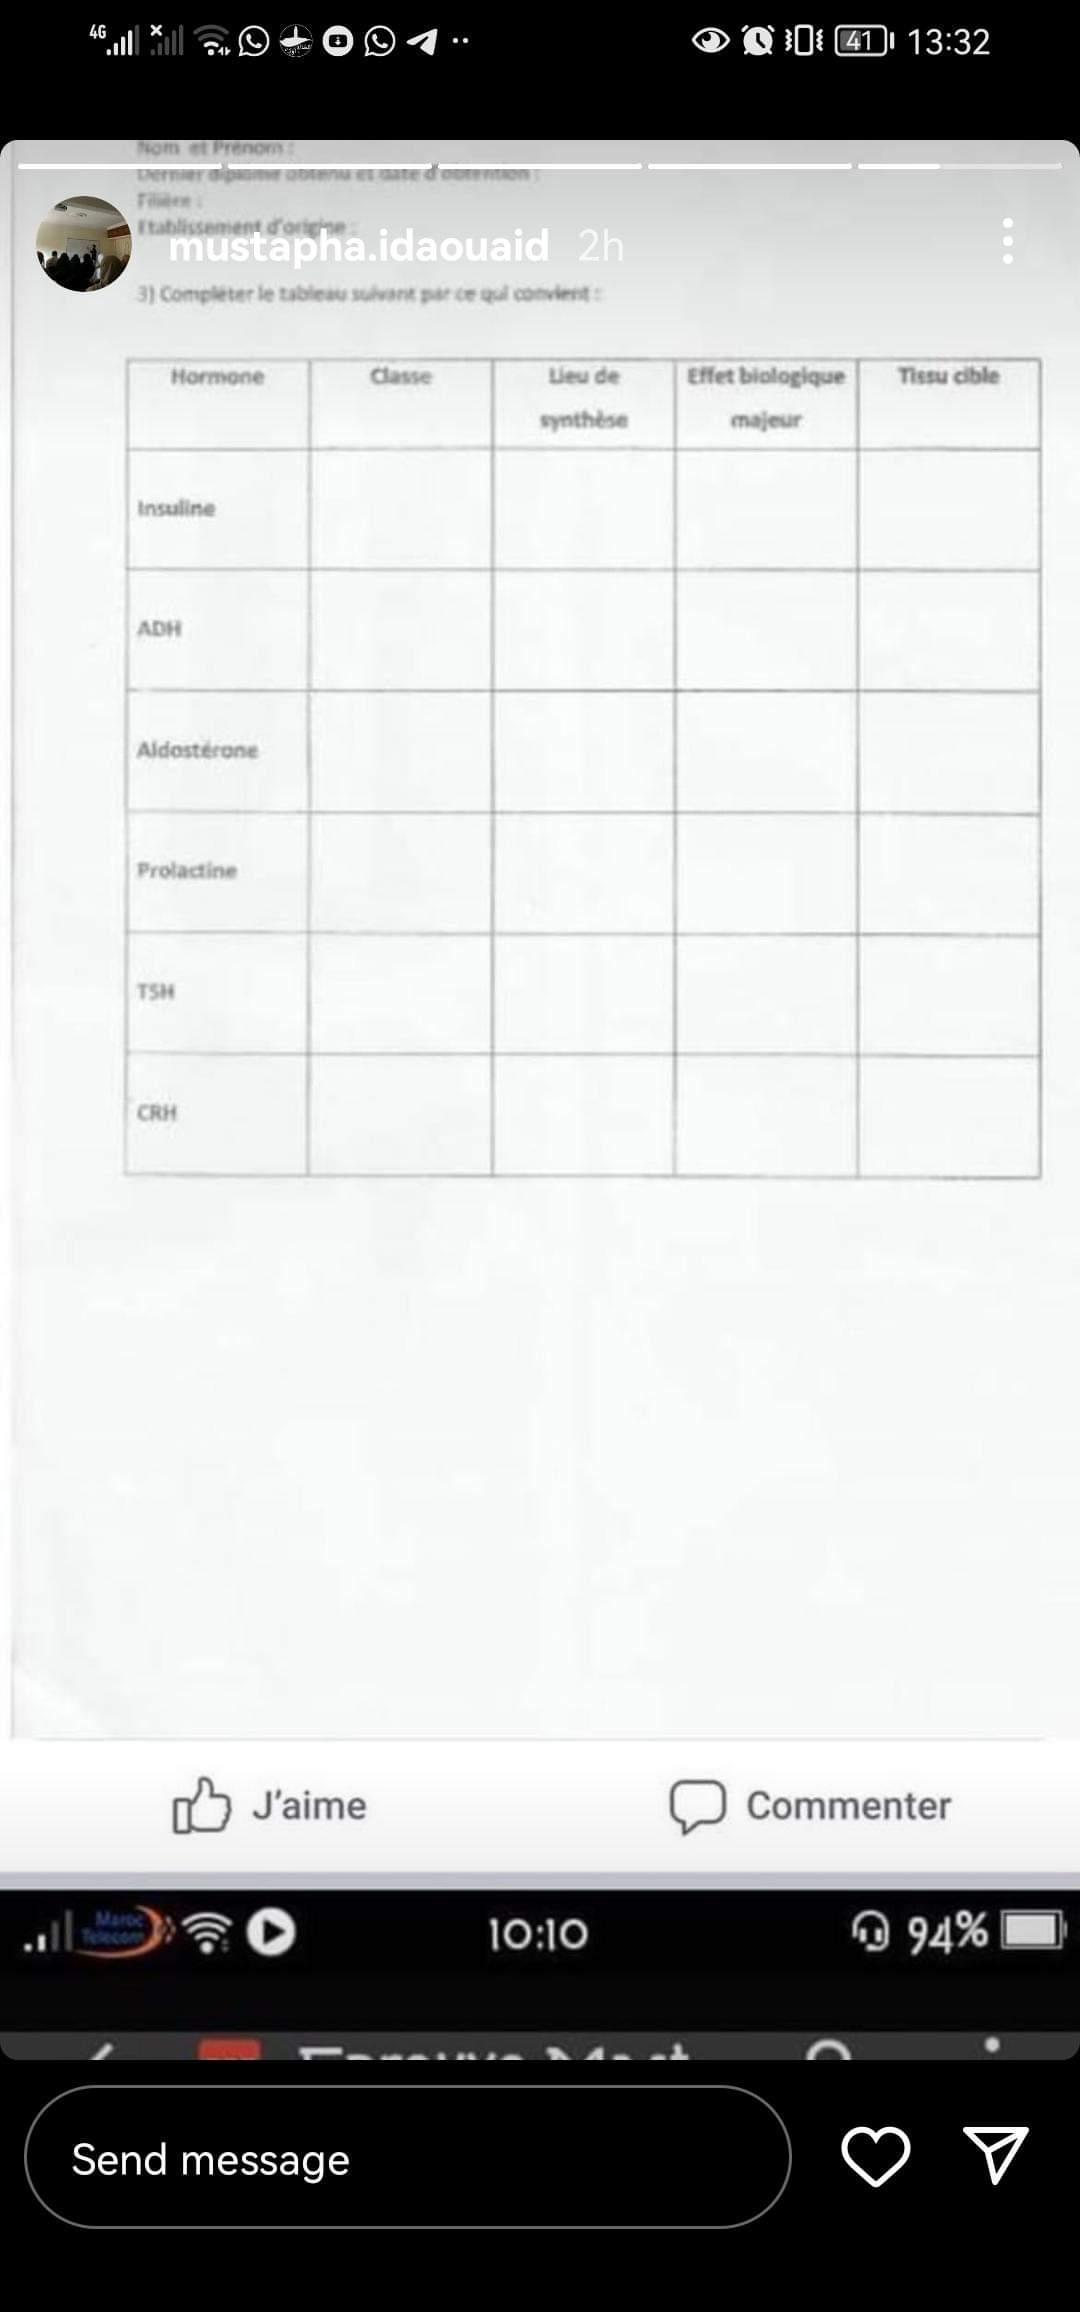 4G 41 13:32
Nom et Prénom :
Dernier diplôme obtenu et date d'obtention :
Filière :
Etablissement d'origine :
mustapha.idaouaid 2h
3) Compléter le tableau suivant par ce qui convient :
Hormone Classe Lieu de synthèse Effet biologique majeur Tissu cible
Insuline
ADH
Aldostérone
Prolactine
TSH
CRH
J'aime Commenter
Maroc Telecom 10:10 94%
Send message